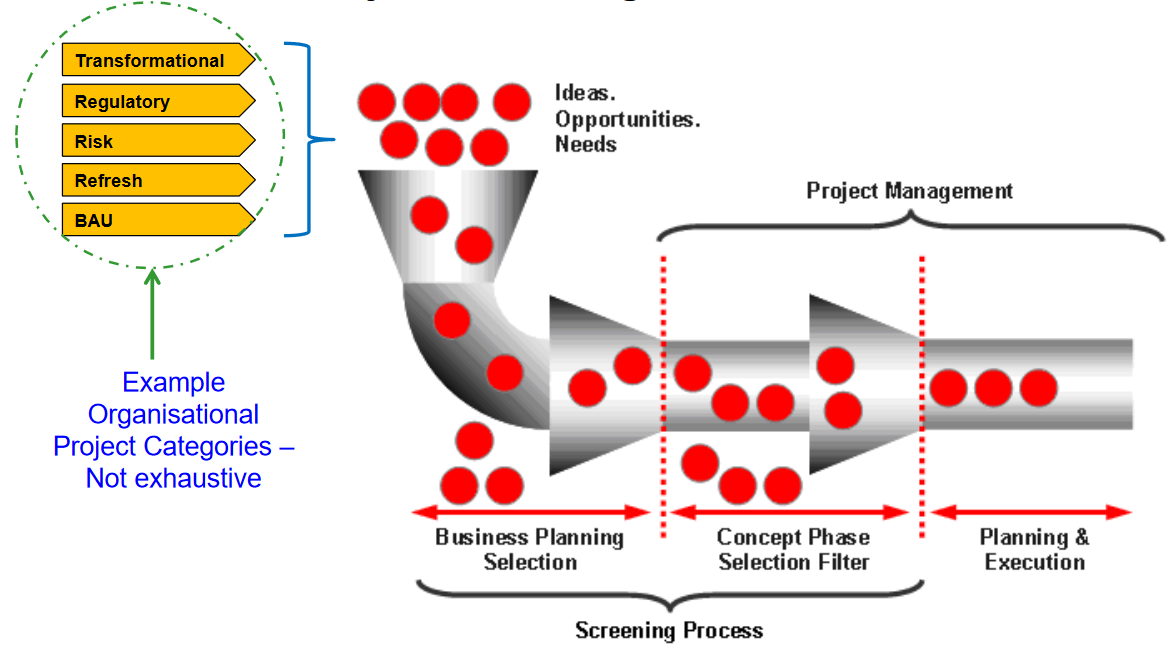 Transformational
Regulatory
Risk
Refresh
BAU
Example
Organisational
Project Categories –
Not exhaustive
Ideas.
Opportunities.
Needs
Project Management
Business Planning
Selection
Concept Phase
Selection Filter
Planning &
Execution
Screening Process